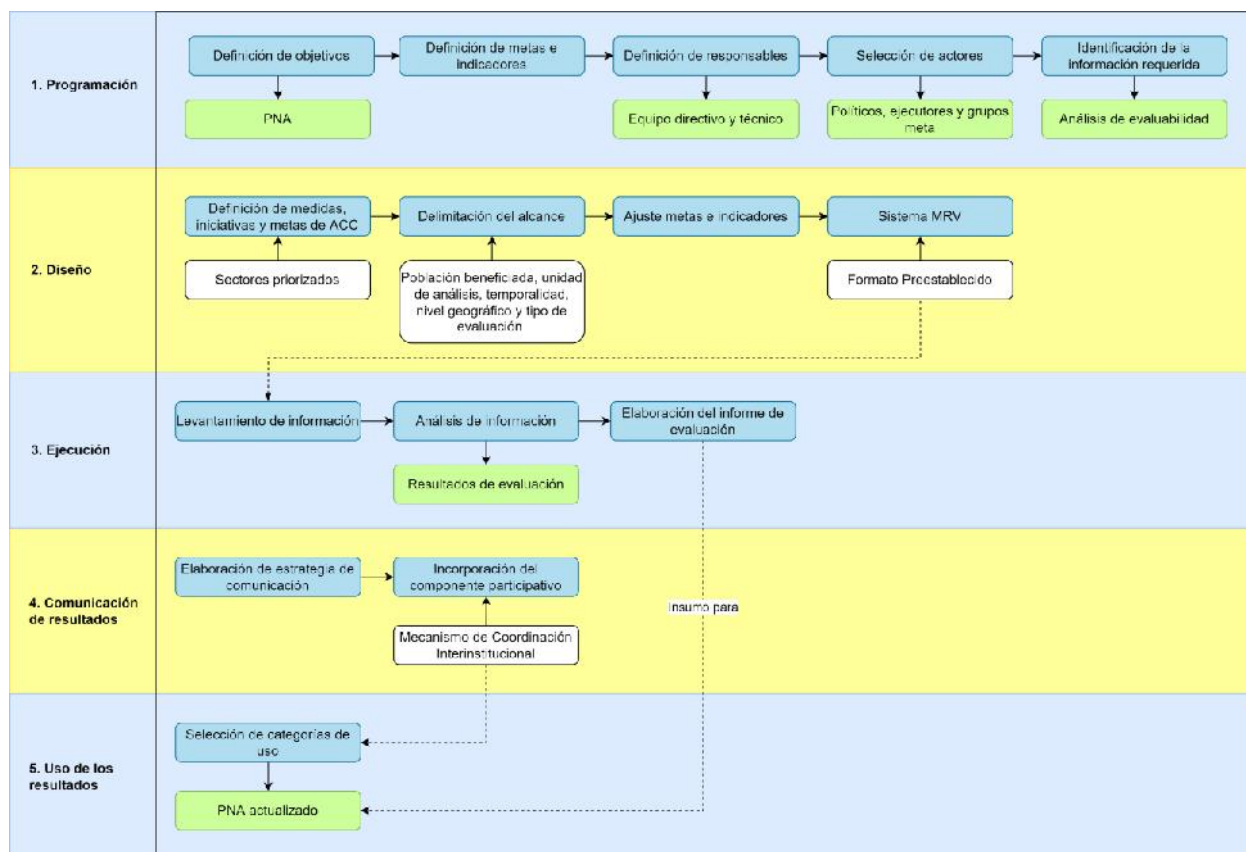 1. Programación
Definición de objetivos
Definición de metas e
indicadores
Definición de responsables
Selección de actores
Identificación de la
información requerida
PNA
Equipo directivo y técnico
Políticos, ejecutores y grupos
meta
Análisis de evaluabilidad
2. Diseño
Definición de medidas,
iniciativas y metas de ACC
Delimitación del alcance
Ajuste metas e indicadores
Sistema MRV
Sectores priorizados
Población beneficiada, unidad
de análisis, temporalidad,
nivel geográfico y tipo de
evaluación
Formato Preestablecido
3. Ejecución
Levantamiento de información
Análisis de información
Elaboración del informe de
evaluación
Resultados de evaluación
4. Comunicación
de resultados
Elaboración de estrategia de
comunicación
Incorporación del
componente participativo
Insumo para
Mecanismo de Coordinación
Interinstitucional
5. Uso de los
resultados
Selección de categorías de
uso
PNA actualizado